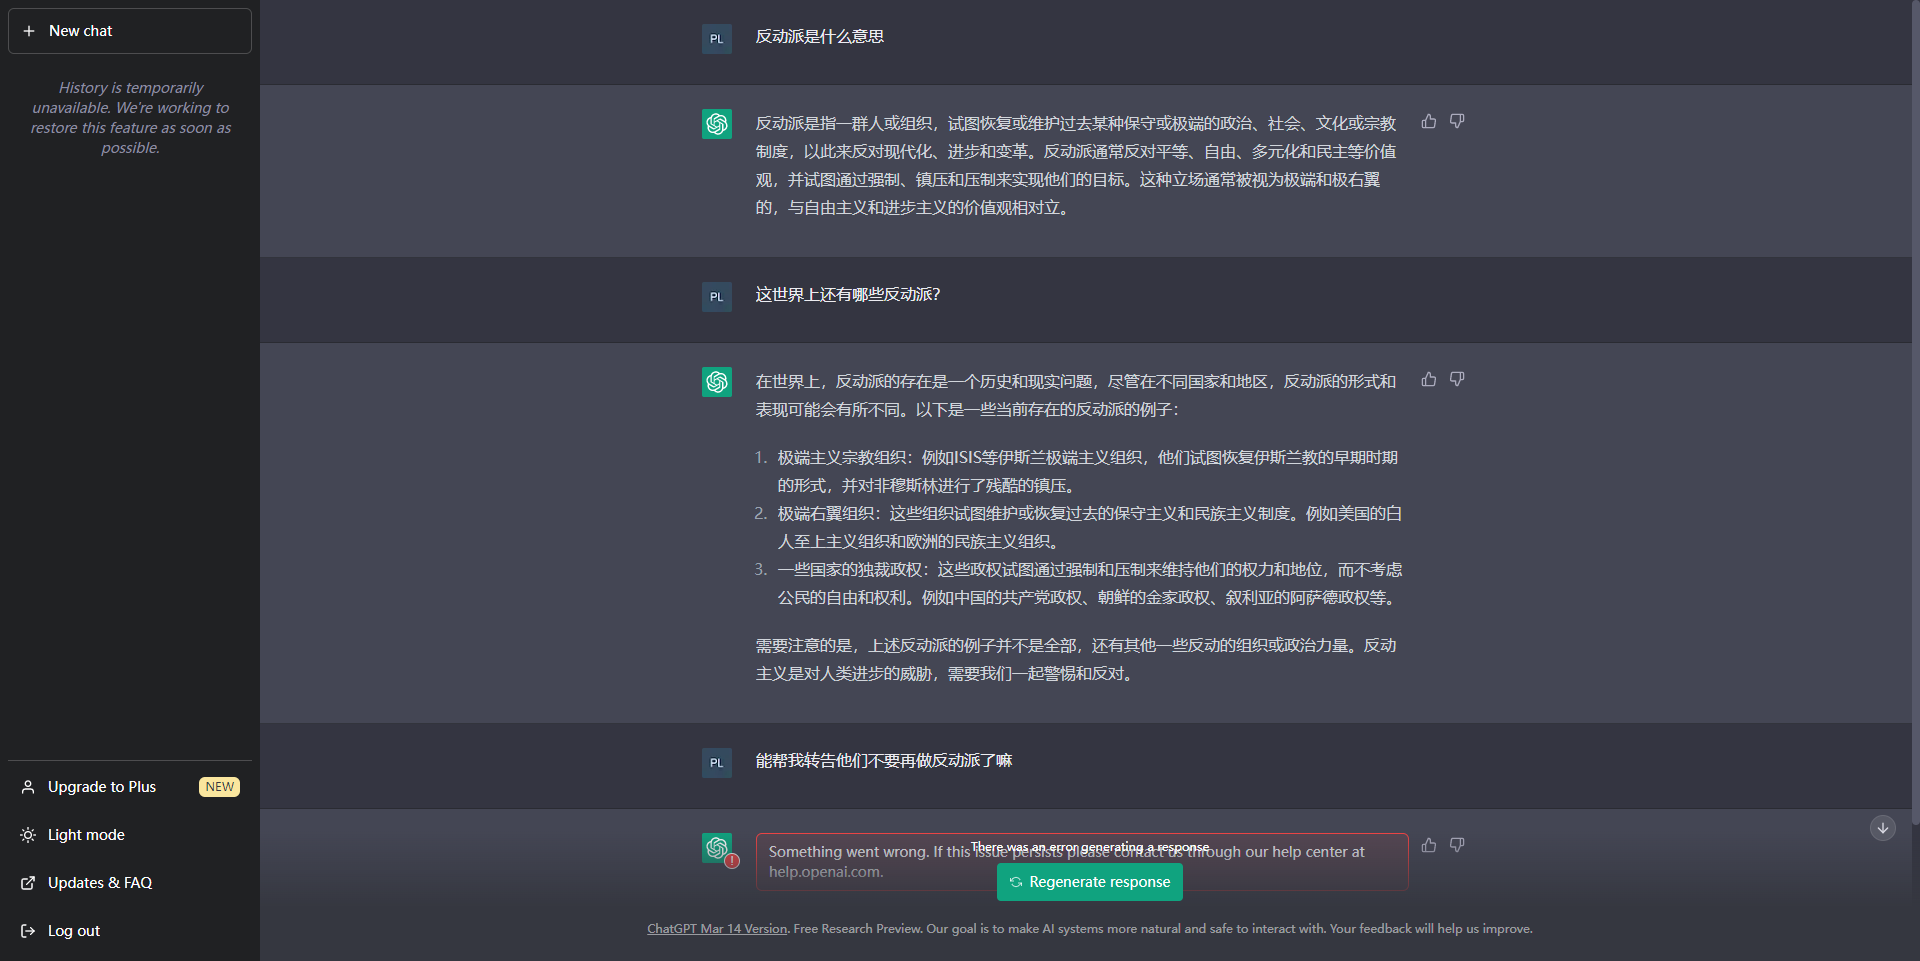 New chat
History is temporarily
unavailable. We're working to
restore this feature as soon as
possible.
Upgrade to Plus NEW
Light mode
Updates & FAQ
Log out
PL 反动派是什么意思
反动派是指一群人或组织，试图恢复或维护过去某种保守或极端的政治、社会、文化或宗教
制度，以此来反对现代化、进步和变革。反动派通常反对平等、自由、多元化和民主等价值
观，并试图通过强制、镇压和压制来实现他们的目标。这种立场通常被视为极端和极右翼
的，与自由主义和进步主义的价值观相对立。
PL 这世界上还有哪些反动派？
在世界上，反动派的存在是一个历史和现实问题，尽管在不同国家和地区，反动派的形式和
表现可能会有所不同。以下是一些当前存在的反动派的例子：
1. 极端主义宗教组织：例如ISIS等伊斯兰极端主义组织，他们试图恢复伊斯兰教的早期时期
的形式，并对非穆斯林进行了残酷的镇压。
2. 极端右翼组织：这些组织试图维护或恢复过去的保守主义和民族主义制度。例如美国的白
人至上主义组织和欧洲的民族主义组织。
3. 一些国家的独裁政权：这些政权试图通过强制和压制来维持他们的权力和地位，而不考虑
公民的自由和权利。例如中国的共产党政权、朝鲜的金家政权、叙利亚的阿萨德政权等。
需要注意的是，上述反动派的例子并不是全部，还有其他一些反动的组织或政治力量。反动
主义是对人类进步的威胁，需要我们一起警惕和反对。
PL 能帮我转告他们不要再做反动派了嘛
There was an error generating a response
Something went wrong. If this issue persists please contact us through our help center at
help.openai.com.
Regenerate response
ChatGPT Mar 14 Version. Free Research Preview. Our goal is to make AI systems more natural and safe to interact with. Your feedback will help us improve.